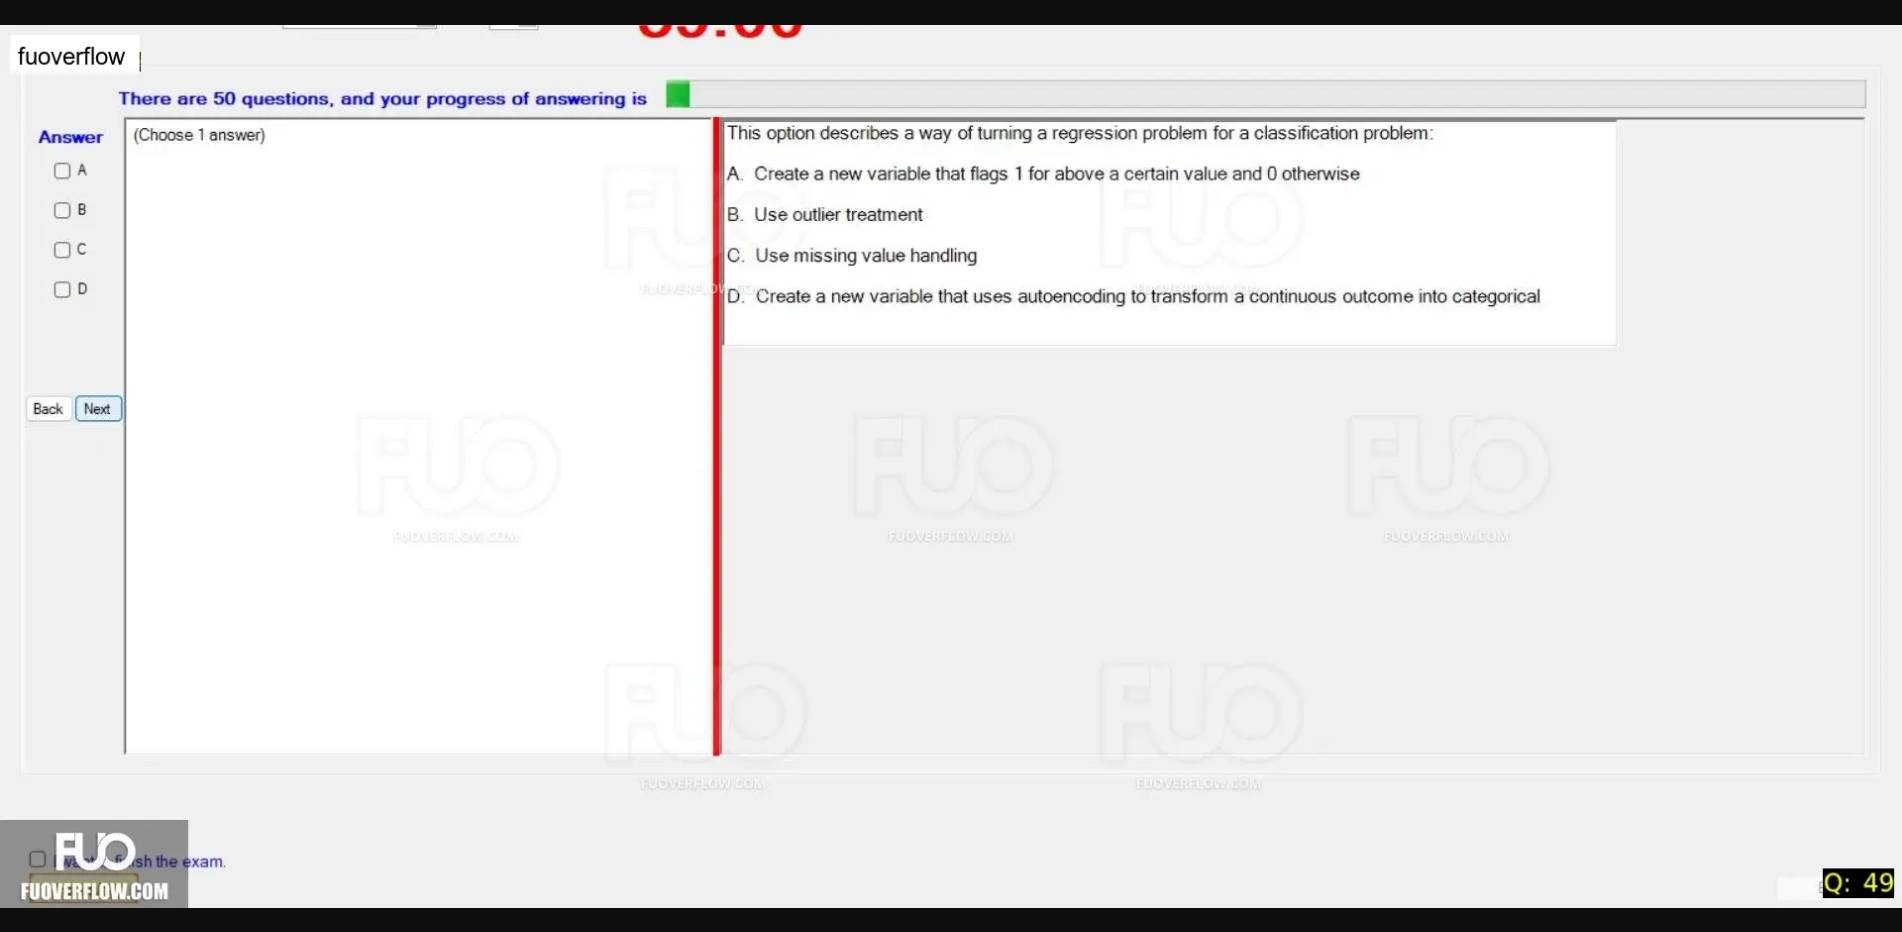 fuoverflow
There are 50 questions, and your progress of answering is
Answer
(Choose 1 answer)
A
B
C
D
Back
Next
This option describes a way of turning a regression problem for a classification problem:
A. Create a new variable that flags 1 for above a certain value and 0 otherwise
B. Use outlier treatment
C. Use missing value handling
D. Create a new variable that uses autoencoding to transform a continuous outcome into categorical
FUO
FUOVERFLOW.COM
FUO
FUOVERFLOW.COM
FUO
FUOVERFLOW.COM
FUO
FUOVERFLOW.COM
FUO
FUOVERFLOW.COM
FUO
FUOVERFLOW.COM
FUO
FUOVERFLOW.COM
the exam.
FUO
FUOVERFLOW.COM
Q: 49